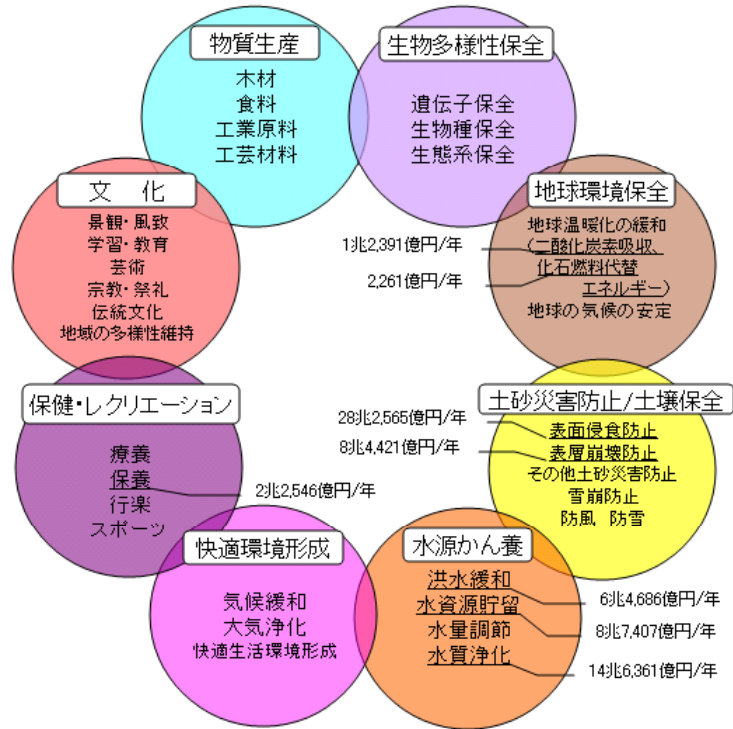 物質生産
木材
食料
工業原料
工芸材料
生物多様性保全
遺伝子保全
生物種保全
生態系保全
文　化
景観・風致
学習・教育
芸術
宗教・祭礼
伝統文化
地域の多様性維持
地球環境保全
地球温暖化の緩和
(二酸化炭素吸収、
化石燃料代替
エネルギー)
地球の気候の安定
1兆2,391億円/年
2,261億円/年
保健・レクリエーション
療養
保養
行楽
スポーツ
2兆2,546億円/年
土砂災害防止/土壌保全
表面侵食防止
表層崩壊防止
その他土砂災害防止
雪崩防止
防風 防雪
28兆2,565億円/年
8兆4,421億円/年
快適環境形成
気候緩和
大気浄化
快適生活環境形成
水源かん養
洪水緩和
水資源貯留
水量調節
水質浄化
6兆4,686億円/年
8兆7,407億円/年
14兆6,361億円/年